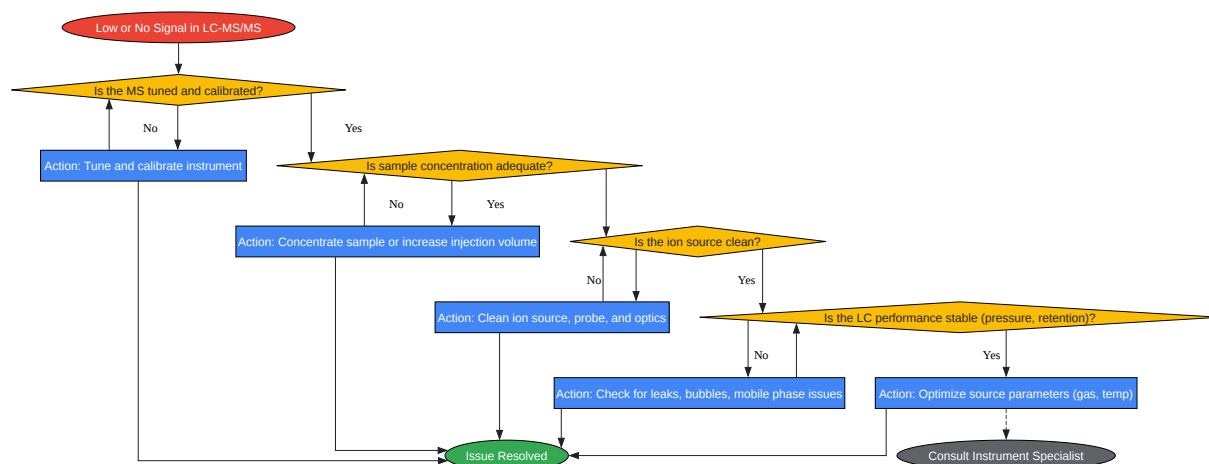 Low or No Signal in LC-MS/MS
Is the MS tuned and calibrated?
No
Yes
Action: Tune and calibrate instrument
Is sample concentration adequate?
No
Yes
Action: Concentrate sample or increase injection volume
Is the ion source clean?
No
Yes
Action: Clean ion source, probe, and optics
Is the LC performance stable (pressure, retention)?
No
Yes
Action: Check for leaks, bubbles, mobile phase issues
Action: Optimize source parameters (gas, temp)
Issue Resolved
Consult Instrument Specialist